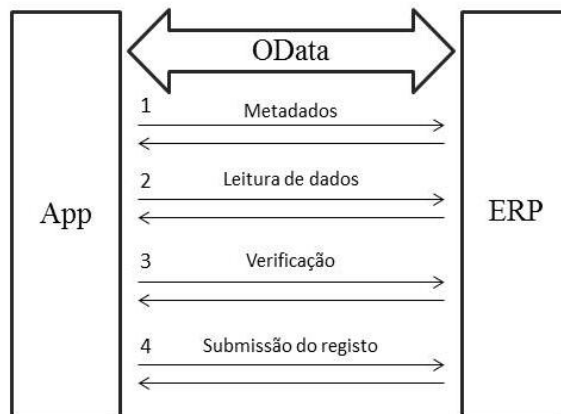 OData
1 Metadados
2 Leitura de dados
App
ERP
3 Verificação
4 Submissão do registo